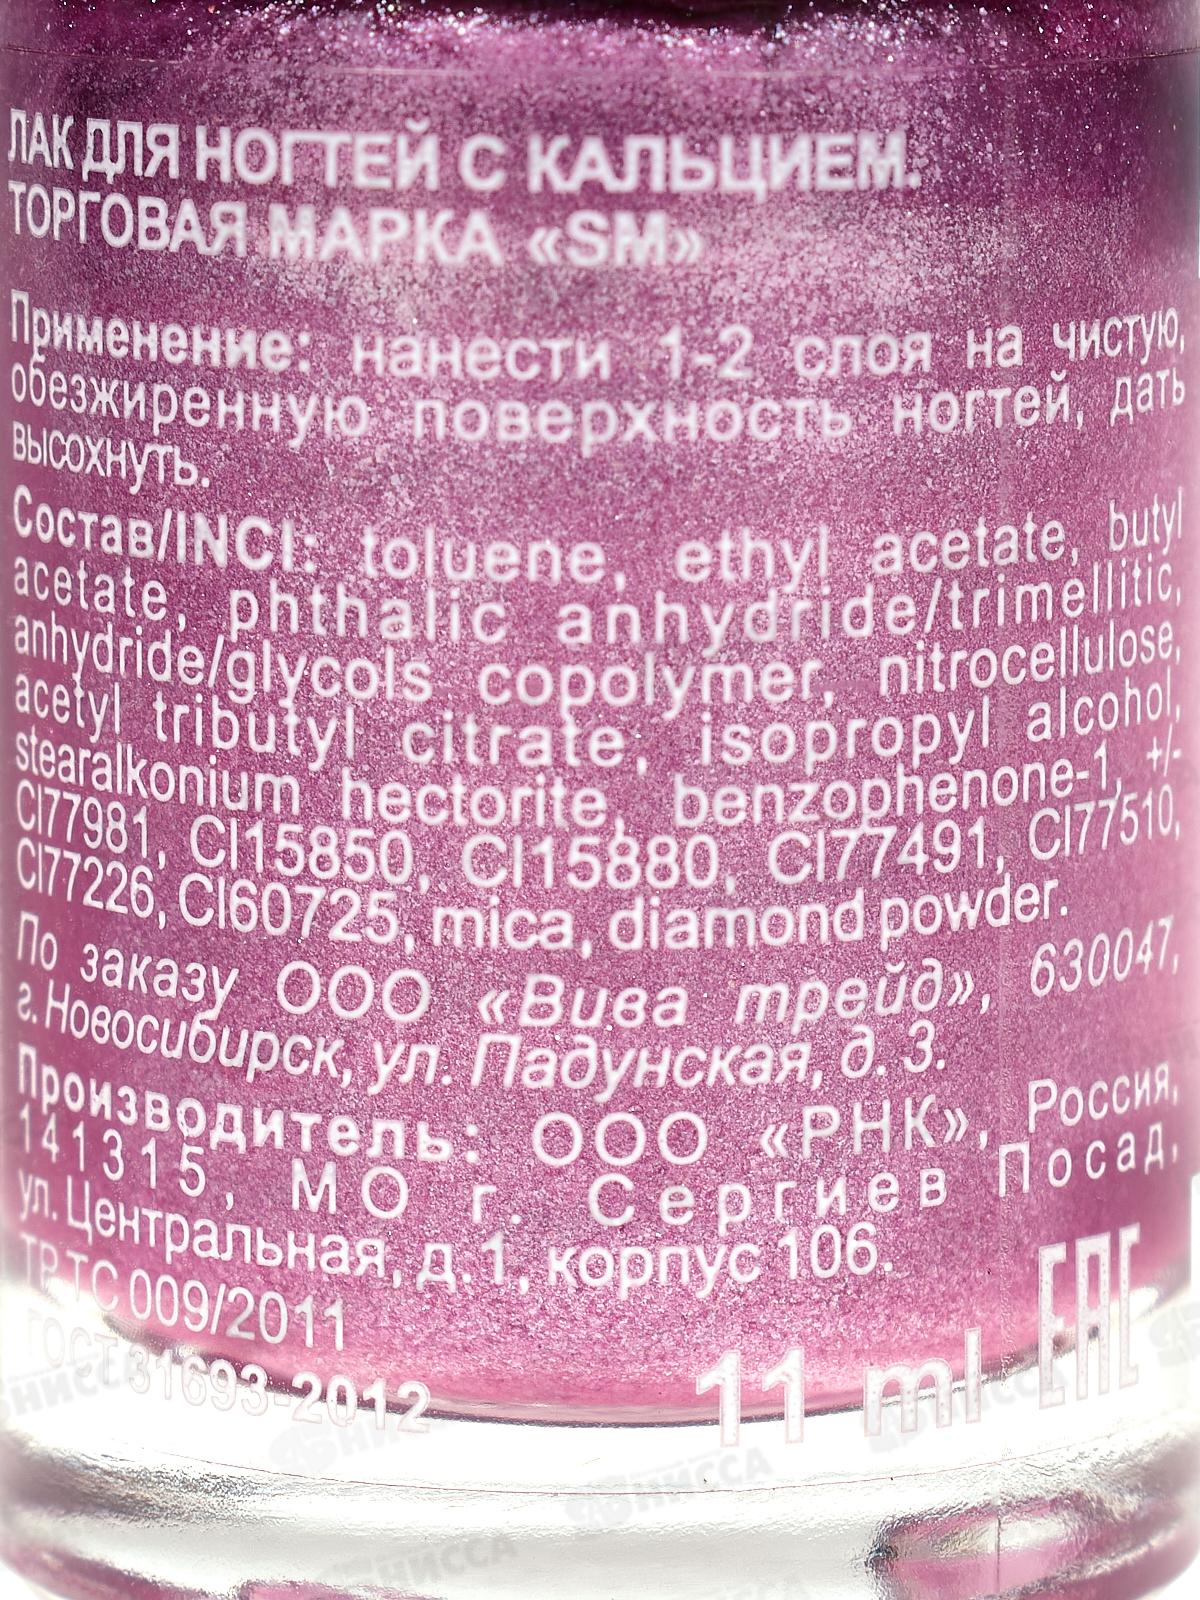 ЛАК ДЛЯ НОГТЕЙ С КАЛЬЦИЕМ.
ТОРГОВАЯ МАРКА «SM»
Применение: нанести 1-2 слоя на чистую,
обезжиренную поверхность ногтей, дать
высохнуть.
Состав/INCI: toluene, ethyl acetate, butyl
acetate, phthalic anhydride/trimellitic,
anhydride/glycols copolymer, nitrocellulose,
acetyl tributyl citrate, isopropyl alcohol,
stearalkonium hectorite, benzophenone-1, +/-
CI77981, CI15850, CI15880, CI77491, CI77510,
CI77226, CI60725, mica, diamond powder.
По заказу ООО «Вива трейд», 630047,
г. Новосибирск, ул. Падунская, д. 3.
Производитель: ООО «РНК», Россия,
141315, МО г. Сергиев Посад,
ул. Центральная, д.1, корпус 106.
ТР ТС 009/2011
ГОСТ 31693-2012
11 ml EAC